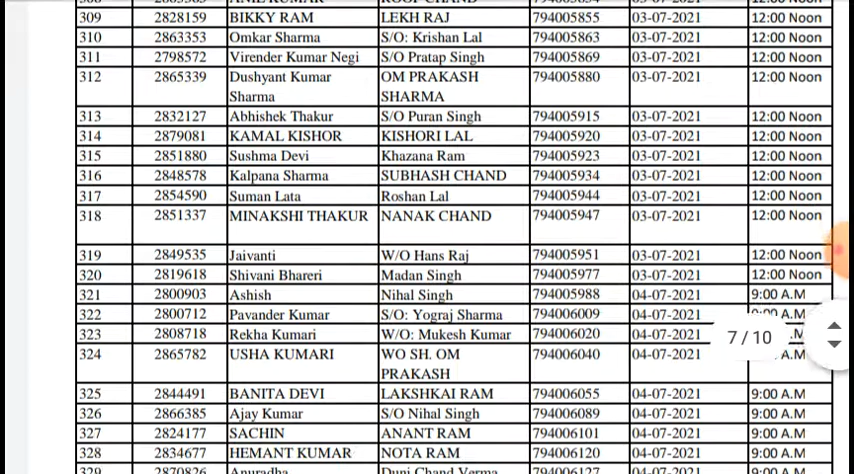 309 2828159 BIKKY RAM LEKH RAJ 794005855 03-07-2021 12:00 Noon
310 2863353 Omkar Sharma S/O: Krishan Lal 794005863 03-07-2021 12:00 Noon
311 2798572 Virender Kumar Negi S/O Pratap Singh 794005869 03-07-2021 12:00 Noon
312 2865339 Dushyant Kumar OM PRAKASH 794005880 03-07-2021 12:00 Noon
Sharma SHARMA
313 2832127 Abhishek Thakur S/O Puran Singh 794005915 03-07-2021 12:00 Noon
314 2879081 KAMAL KISHOR KISHORI LAL 794005920 03-07-2021 12:00 Noon
315 2851880 Sushma Devi Khazana Ram 794005923 03-07-2021 12:00 Noon
316 2848578 Kalpana Sharma SUBHASH CHAND 794005934 03-07-2021 12:00 Noon
317 2854590 Suman Lata Roshan Lal 794005944 03-07-2021 12:00 Noon
318 2851337 MINAKSHI THAKUR NANAK CHAND 794005947 03-07-2021 12:00 Noon
319 2849535 Jaivanti W/O Hans Raj 794005951 03-07-2021 12:00 Noon
320 2819618 Shivani Bhareri Madan Singh 794005977 03-07-2021 12:00 Noon
321 2800903 Ashish Nihal Singh 794005988 04-07-2021 9:00 A.M
322 2800712 Pavander Kumar S/O: Yograj Sharma 794006009 04-07-2021 A.M
323 2808718 Rekha Kumari W/O: Mukesh Kumar 794006020 04-07-2021 7 / 10
324 2865782 USHA KUMARI WO SH. OM 794006040 04-07-2021 A.M
PRAKASH
325 2844491 BANITA DEVI LAKSHKAI RAM 794006055 04-07-2021 9:00 A.M
326 2866385 Ajay Kumar S/O Nihal Singh 794006089 04-07-2021 9:00 A.M
327 2824177 SACHIN ANANT RAM 794006101 04-07-2021 9:00 A.M
328 2834677 HEMANT KUMAR NOTA RAM 794006120 04-07-2021 9:00 A.M
329 2870826 Anuradha Duni Chand Verma 794006127 04-07-2021 9:00 A.M